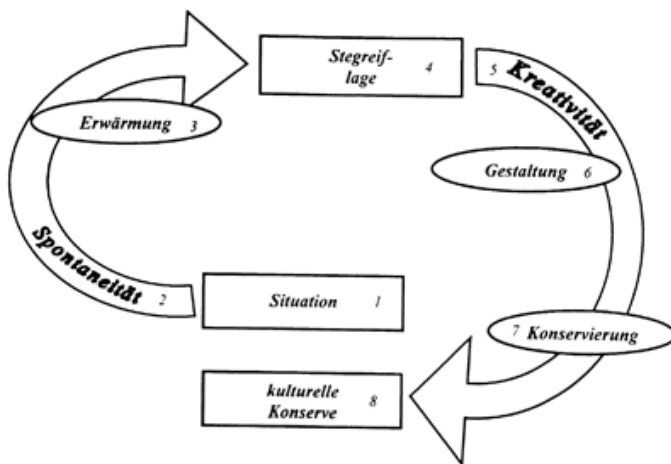 Stegreif-
lage 4
5 Kreativität
Erwärmung 3
Gestaltung 6
Spontaneität 2
Situation 1
7 Konservierung
kulturelle
Konserve 8